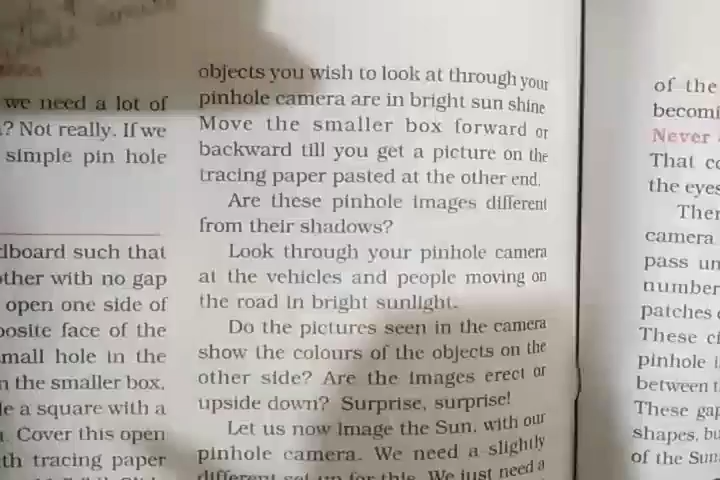 we need a lot of
? Not really. If we
simple pin hole
dlboard such that
other with no gap
open one side of
posite face of the
small hole in the
n the smaller box,
le a square with a
. Cover this open
th tracing paper
objects you wish to look at through your
pinhole camera are in bright sun shine
Move the smaller box forward or
backward till you get a picture on the
tracing paper pasted at the other end.
Are these pinhole images different
from their shadows?
Look through your pinhole camera
at the vehicles and people moving on
the road in bright sunlight.
Do the pictures seen in the camera
show the colours of the objects on the
other side? Are the images erect or
upside down? Surprise, surprise!
Let us now image the Sun, with our
pinhole camera. We need a slightly
different set up for this. We just need a
of the
becomi
Never
That co
the eyes
Ther
camera
pass un
number
patches
These ci
pinhole i
between t
These gap
shapes, bu
of the Sun